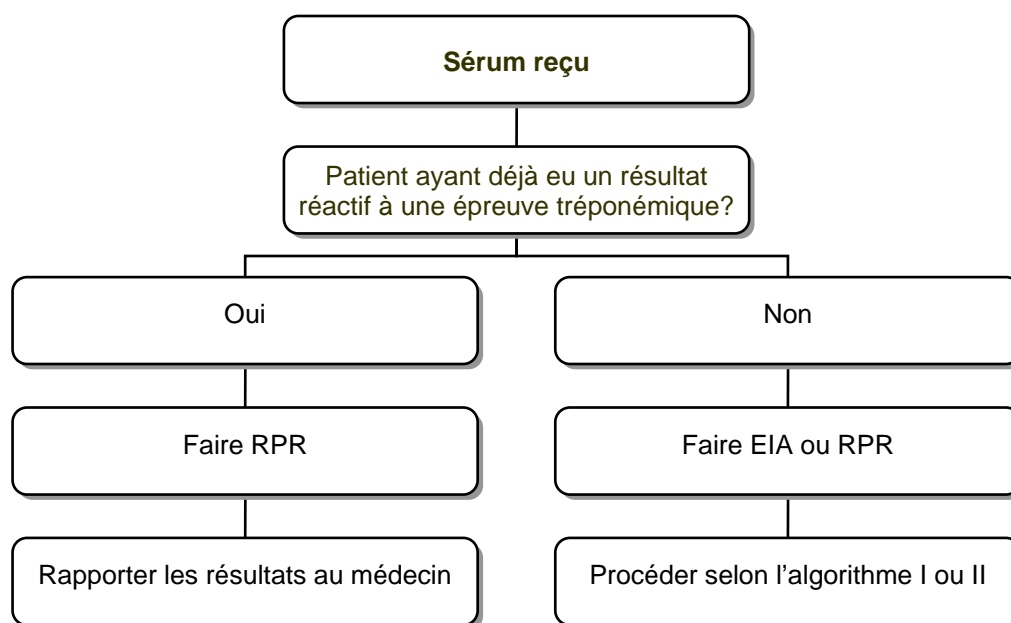 Sérum reçu
Patient ayant déjà eu un résultat
réactif à une épreuve tréponémique?
Oui
Non
Faire RPR
Faire EIA ou RPR
Rapporter les résultats au médecin
Procéder selon l’algorithme I ou II